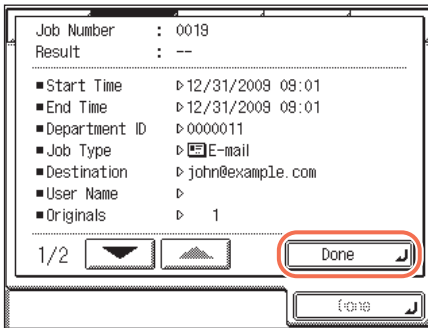 Job Number : 0019
Result : --
■Start Time ▷12/31/2009 09:01
■End Time ▷12/31/2009 09:01
■Department ID ▷0000011
■Job Type ▷E-mail
■Destination ▷john@example.com
■User Name ▷
■Originals ▷ 1
1/2 Done
Done